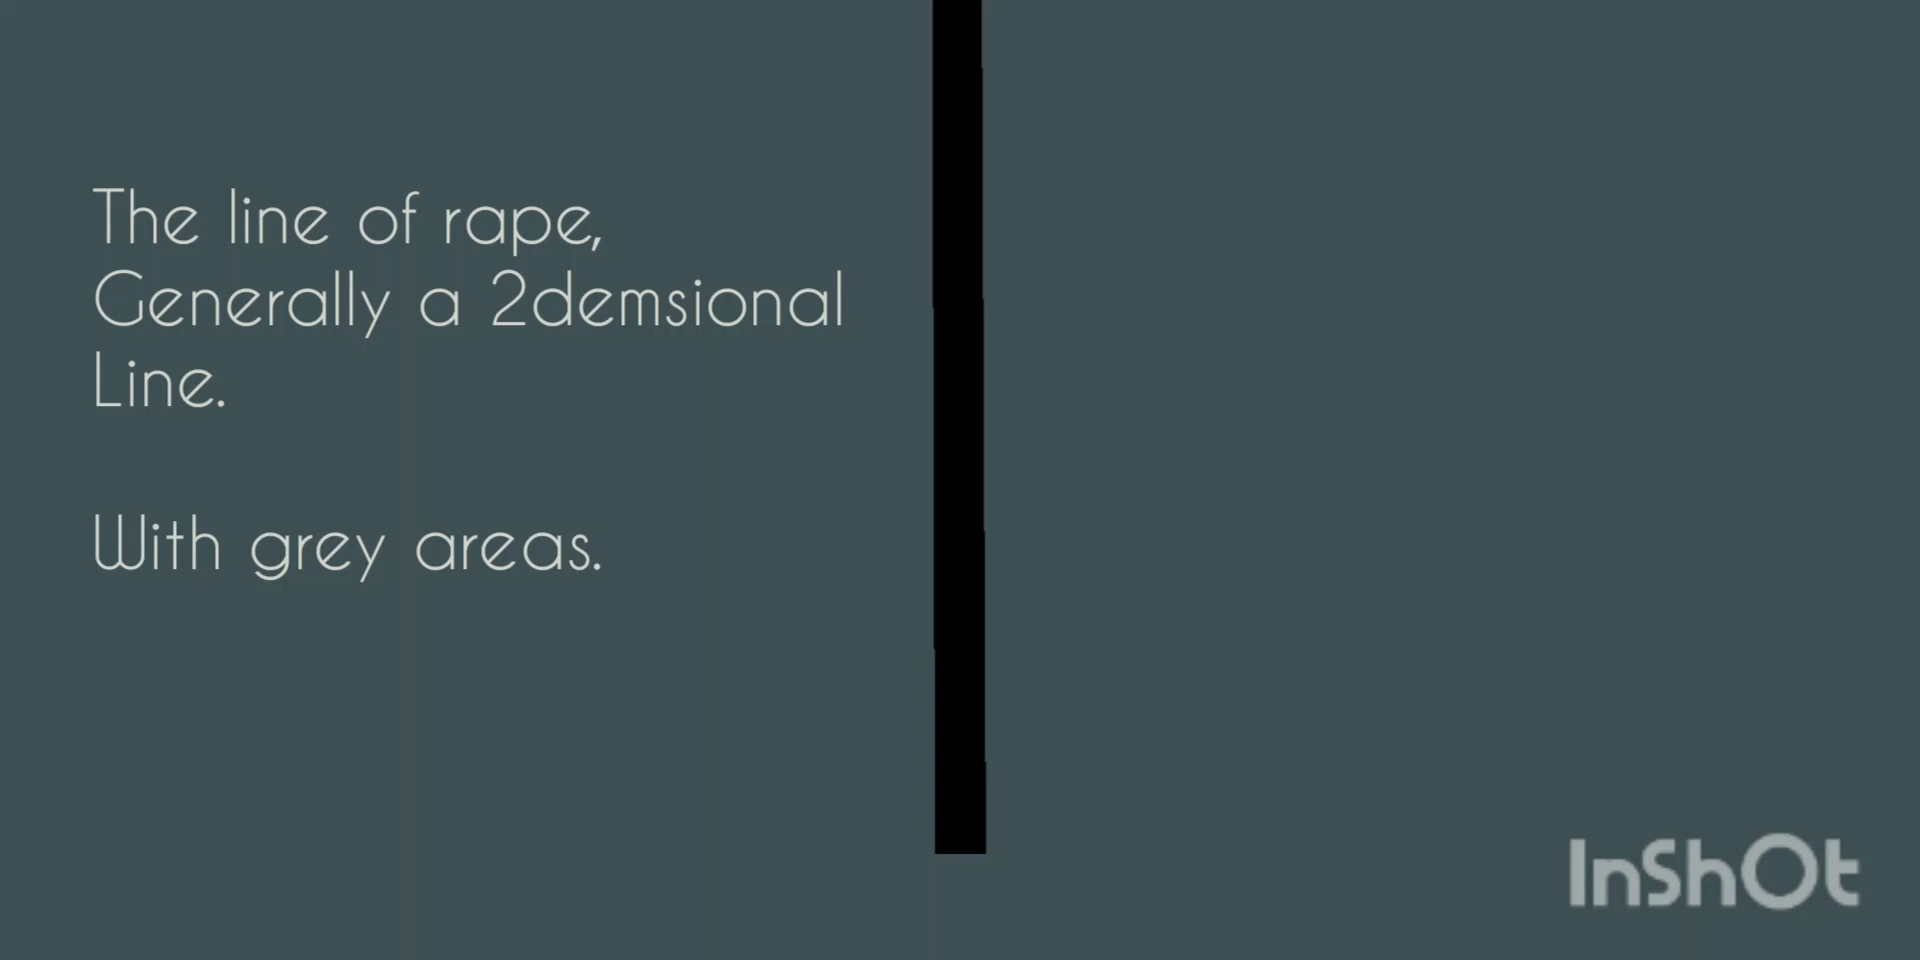 The line of rape,
Generally a 2demsional
Line.
With grey areas.
InShOt